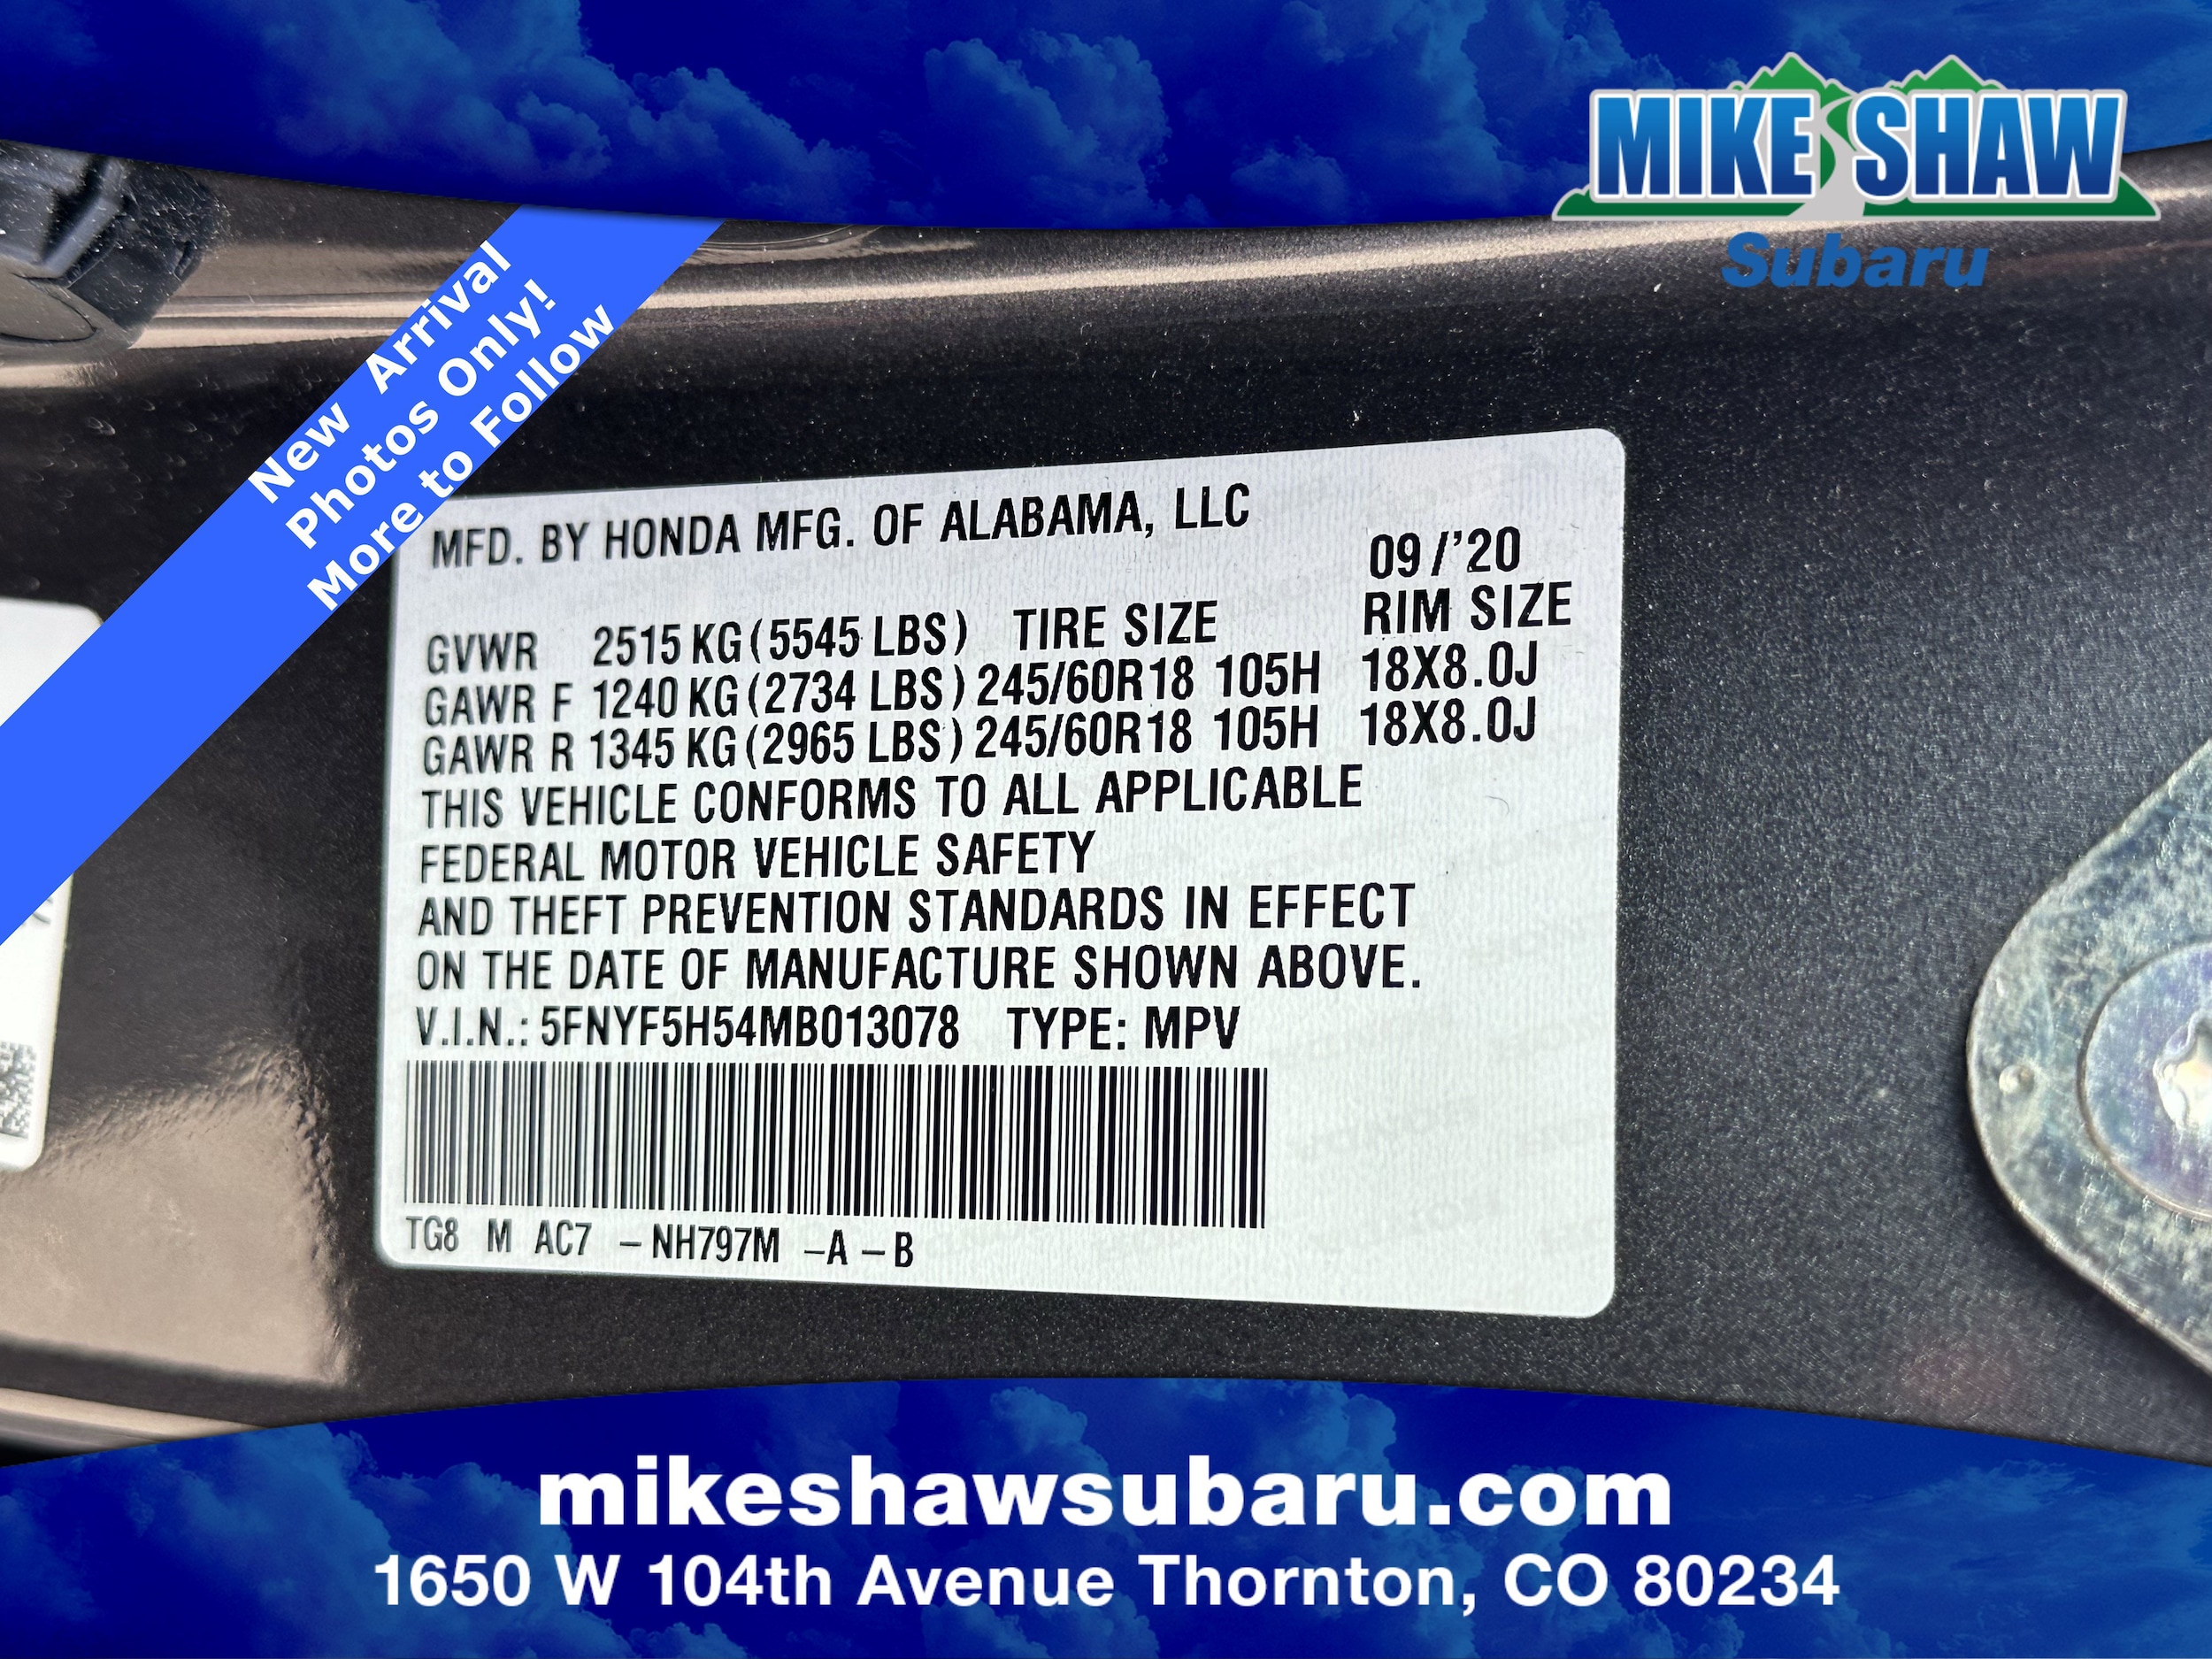 MIKE SHAW
Subaru
New Arrival
Photos Only!
More to Follow
MFD. BY HONDA MFG. OF ALABAMA, LLC
09/'20
GVWR 2515 KG (5545 LBS) TIRE SIZE RIM SIZE
GAWR F 1240 KG (2734 LBS) 245/60R18 105H 18X8.0J
GAWR R 1345 KG (2965 LBS) 245/60R18 105H 18X8.0J
THIS VEHICLE CONFORMS TO ALL APPLICABLE
FEDERAL MOTOR VEHICLE SAFETY
AND THEFT PREVENTION STANDARDS IN EFFECT
ON THE DATE OF MANUFACTURE SHOWN ABOVE.
V.I.N.: 5FNYF5H54MB013078 TYPE: MPV
TG8 M AC7 -NH797M -A -B
mikeshawsubaru.com
1650 W 104th Avenue Thornton, CO 80234